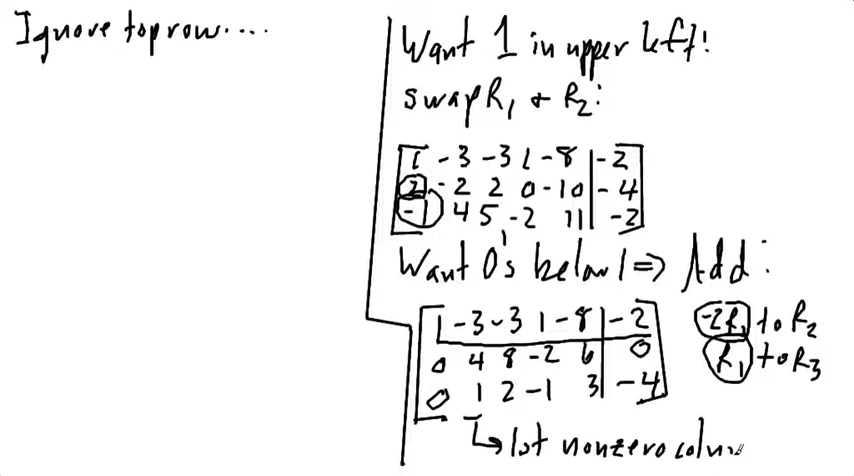 Ignore top row....
Want 1 in upper left!
swap R1 + R2:
1 -3 -3 1 -8 | -2
2 -2 2 0 -10 | -4
-1 4 5 -2 11 | -2
Want 0's below 1 => Add:
1 -3 -3 1 -8 | -2
0 4 8 -2 6 | 0
0 1 2 -1 3 | -4
-2R1 to R2
R1 to R3
1st nonzero colum